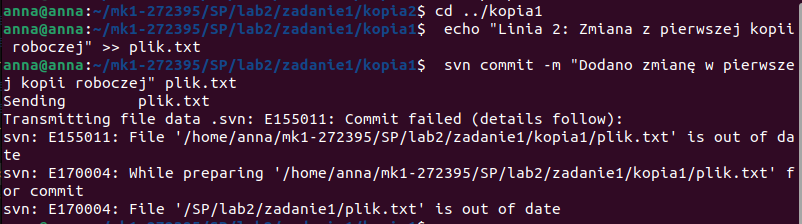 anna@anna:~/mk1-272395/SP/lab2/zadanie1/kopia2$ cd ../kopia1
anna@anna:~/mk1-272395/SP/lab2/zadanie1/kopia1$  echo "Linia 2: Zmiana z pierwszej kopii
 roboczej" >> plik.txt
anna@anna:~/mk1-272395/SP/lab2/zadanie1/kopia1$  svn commit -m "Dodano zmianę w pierwsze
j kopii roboczej" plik.txt
Sending        plik.txt
Transmitting file data .svn: E155011: Commit failed (details follow):
svn: E155011: File '/home/anna/mk1-272395/SP/lab2/zadanie1/kopia1/plik.txt' is out of da
te
svn: E170004: While preparing '/home/anna/mk1-272395/SP/lab2/zadanie1/kopia1/plik.txt' f
or commit
svn: E170004: File '/SP/lab2/zadanie1/plik.txt' is out of date